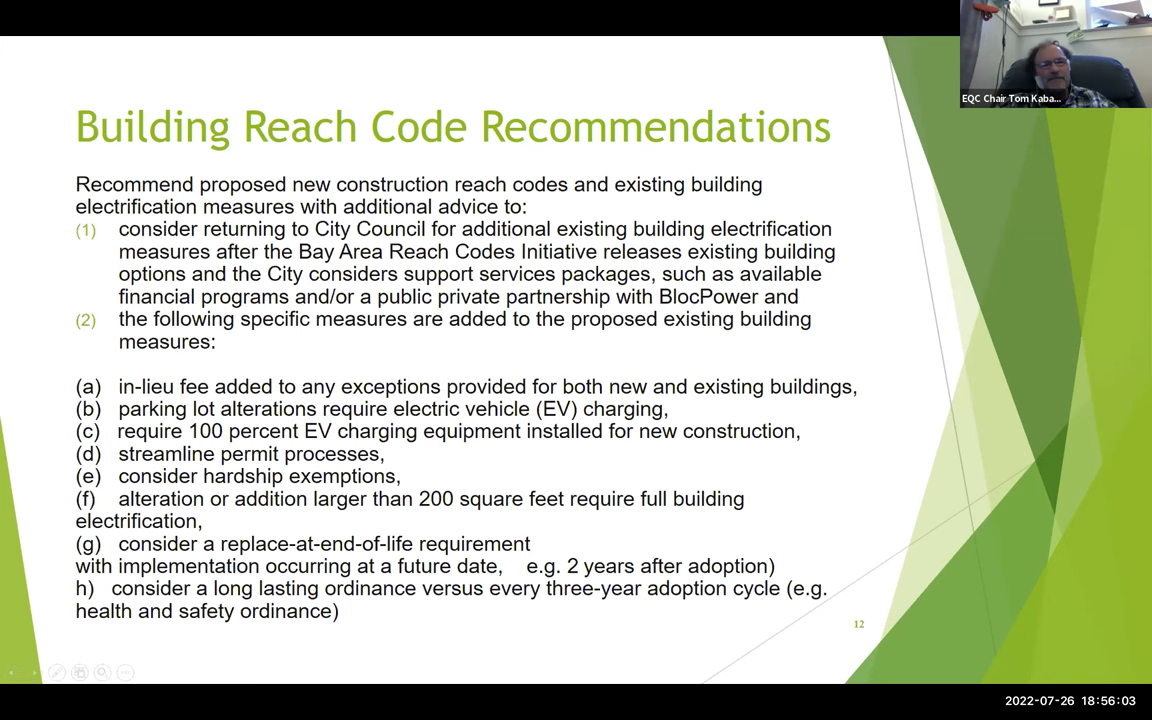 EQC Chair Tom Kaba...
Building Reach Code Recommendations
Recommend proposed new construction reach codes and existing building
electrification measures with additional advice to:
(1) consider returning to City Council for additional existing building electrification
measures after the Bay Area Reach Codes Initiative releases existing building
options and the City considers support services packages, such as available
financial programs and/or a public private partnership with BlocPower and
(2) the following specific measures are added to the proposed existing building
measures:
(a) in-lieu fee added to any exceptions provided for both new and existing buildings,
(b) parking lot alterations require electric vehicle (EV) charging,
(c) require 100 percent EV charging equipment installed for new construction,
(d) streamline permit processes,
(e) consider hardship exemptions,
(f) alteration or addition larger than 200 square feet require full building
electrification,
(g) consider a replace-at-end-of-life requirement
with implementation occurring at a future date, e.g. 2 years after adoption)
h) consider a long lasting ordinance versus every three-year adoption cycle (e.g.
health and safety ordinance)
12
2022-07-26 18:56:03